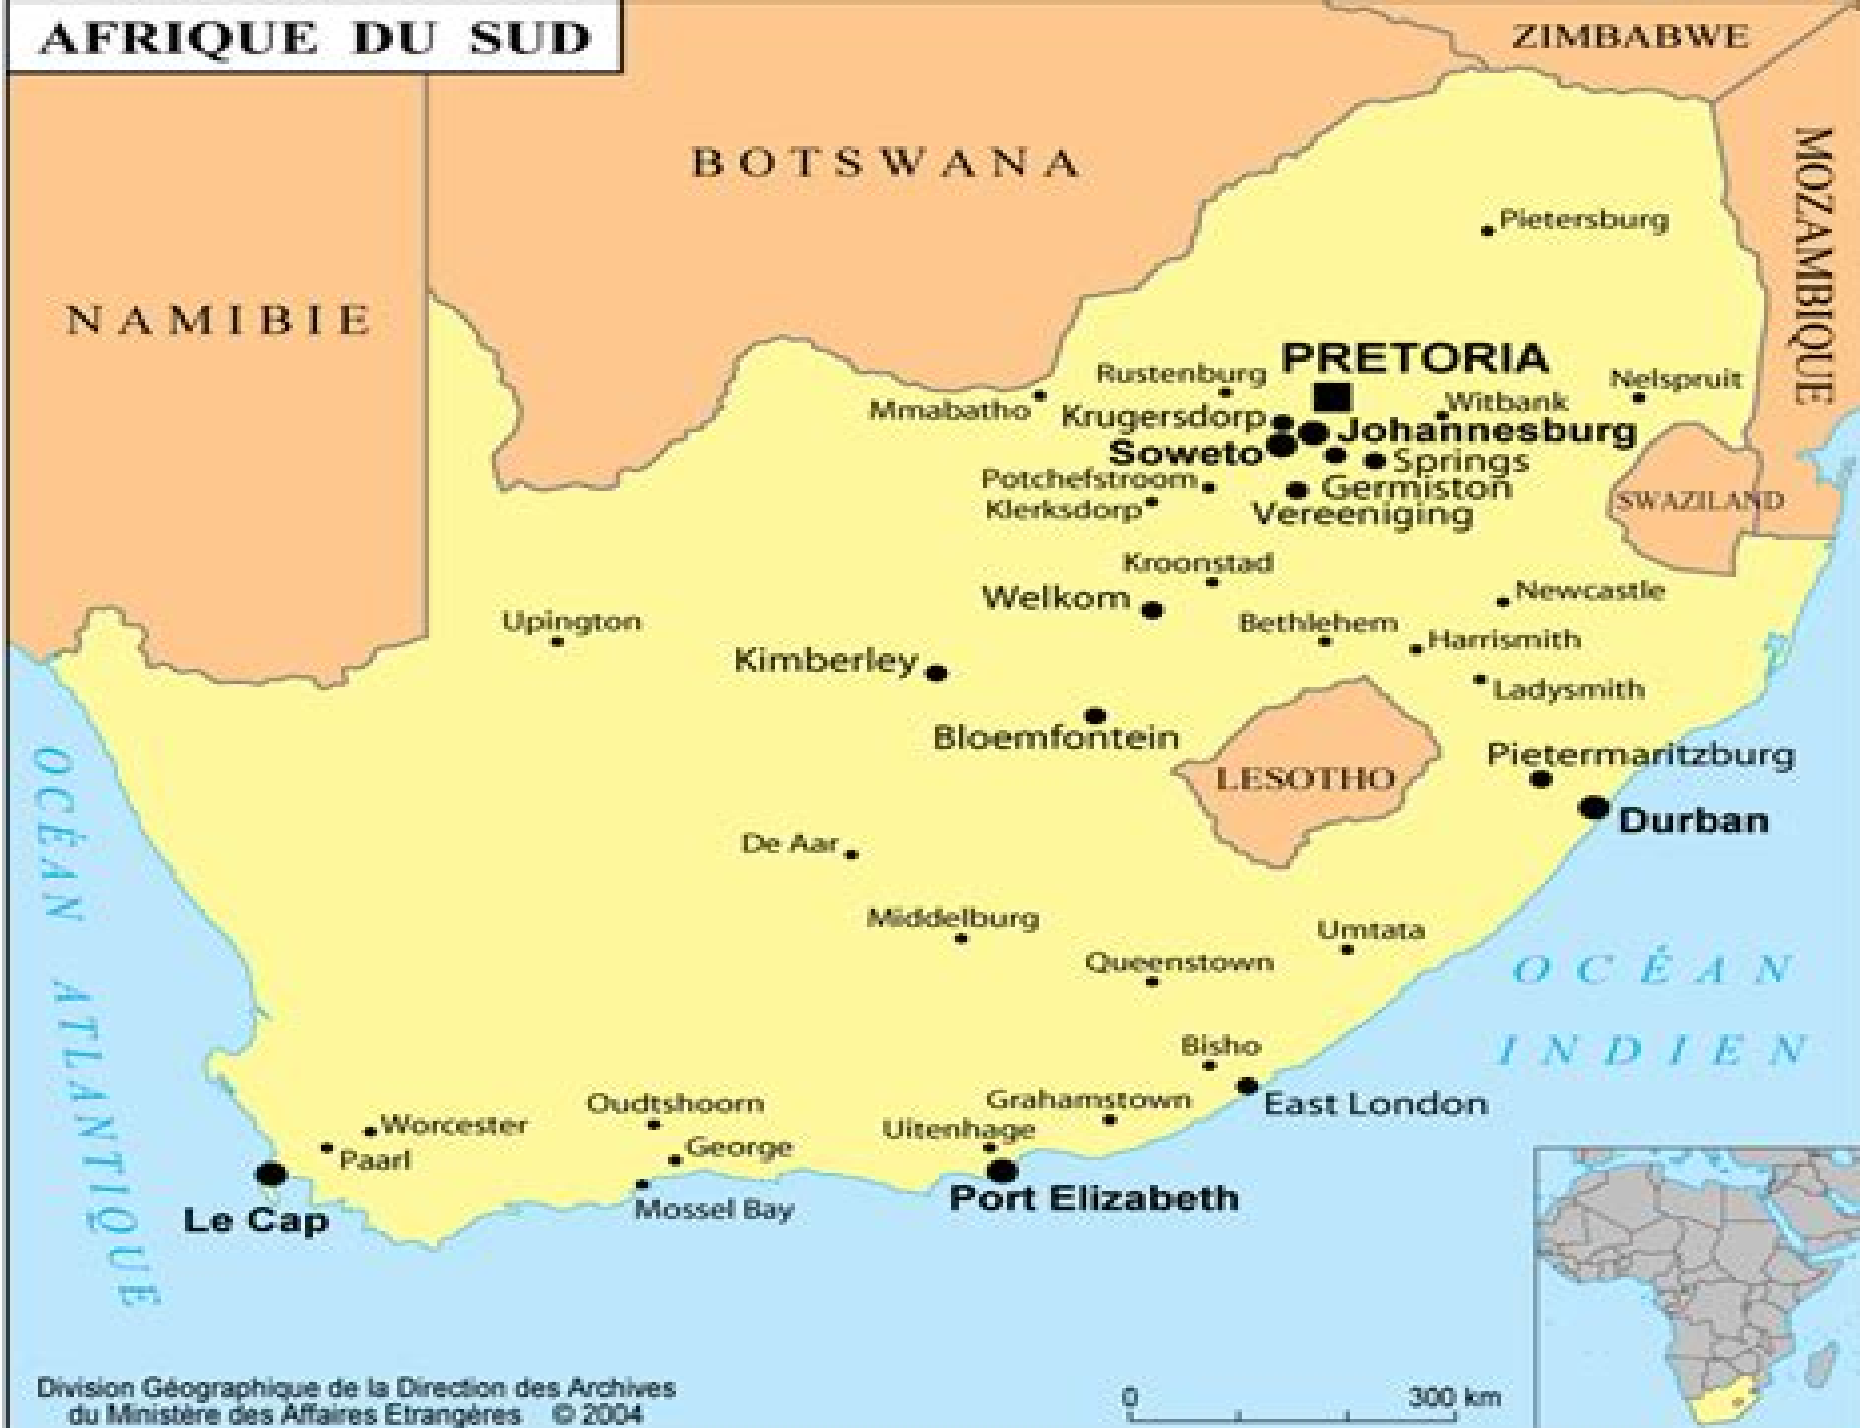 AFRIQUE DU SUD
ZIMBABWE
BOTSWANA
MOZAMBIQUE
NAMIBIE
Pietersburg
PRETORIA
Rustenburg
Nelspruit
Mmabatho
Witbank
Krugersdorp
Johannesburg
Soweto
Springs
Potchefstroom
Germiston
Klerksdorp
Vereeniging
SWAZILAND
Kroonstad
Welkom
Newcastle
Upington
Bethlehem
Harrismith
Kimberley
Ladysmith
Bloemfontein
Pietermaritzburg
LESOTHO
Durban
De Aar
Middelburg
Umtata
Queenstown
OCÉAN
INDIEN
OCÉAN ATLANTIQUE
Bisho
East London
Grahamstown
Oudtshoorn
Uitenhage
Worcester
George
Paarl
Port Elizabeth
Mossel Bay
Le Cap
Division Géographique de la Direction des Archives
du Ministère des Affaires Etrangères © 2004
0 300 km